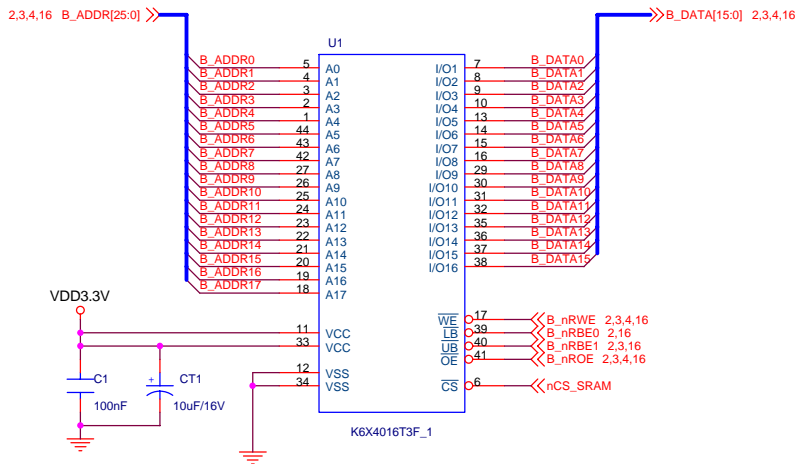 2,3,4,16 B_ADDR[25:0]
B_DATA[15:0] 2,3,4,16
U1
B_ADDR0 5 A0 I/O1 7 B_DATA0
B_ADDR1 4 A1 I/O2 8 B_DATA1
B_ADDR2 3 A2 I/O3 9 B_DATA2
B_ADDR3 2 A3 I/O4 10 B_DATA3
B_ADDR4 1 A4 I/O5 13 B_DATA4
B_ADDR5 44 A5 I/O6 14 B_DATA5
B_ADDR6 43 A6 I/O7 15 B_DATA6
B_ADDR7 42 A7 I/O8 16 B_DATA7
B_ADDR8 27 A8 I/O9 29 B_DATA8
B_ADDR9 26 A9 I/O10 30 B_DATA9
B_ADDR10 25 A10 I/O11 31 B_DATA10
B_ADDR11 24 A11 I/O12 32 B_DATA11
B_ADDR12 23 A12 I/O13 35 B_DATA12
B_ADDR13 22 A13 I/O14 36 B_DATA13
B_ADDR14 21 A14 I/O15 37 B_DATA14
B_ADDR15 20 A15 I/O16 38 B_DATA15
B_ADDR16 19 A16
B_ADDR17 18 A17
VDD3.3V
WE 17 B_nRWE 2,3,4,16
11 VCC LB 39 B_nRBE0 2,16
33 VCC UB 40 B_nRBE1 2,3,16
OE 41 B_nROE 2,3,4,16
12 VSS
34 VSS CS 6 nCS_SRAM
C1 + CT1
100nF 10uF/16V
K6X4016T3F_1